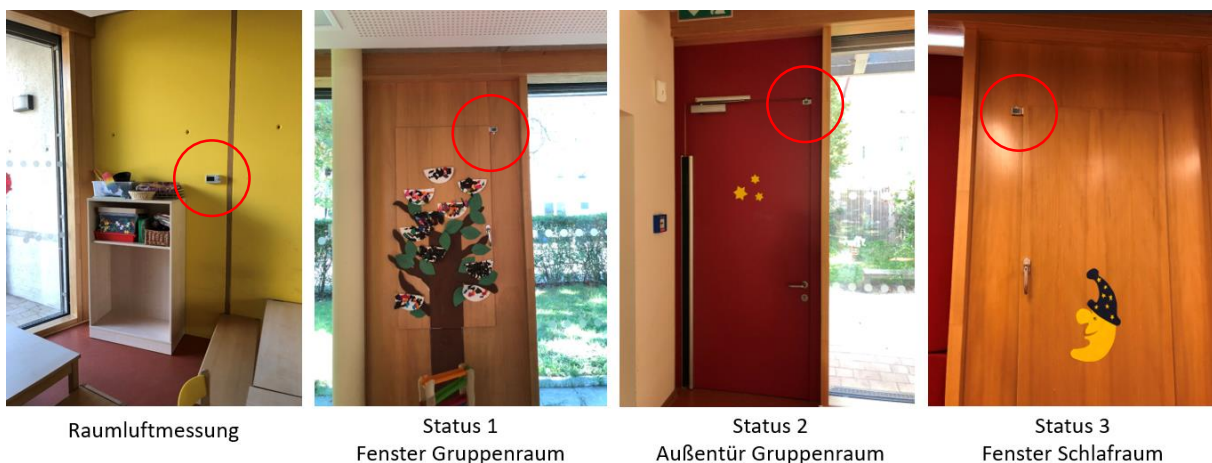 Raumluftmessung
Status 1
Fenster Gruppenraum
Status 2
Außentür Gruppenraum
Status 3
Fenster Schlafraum